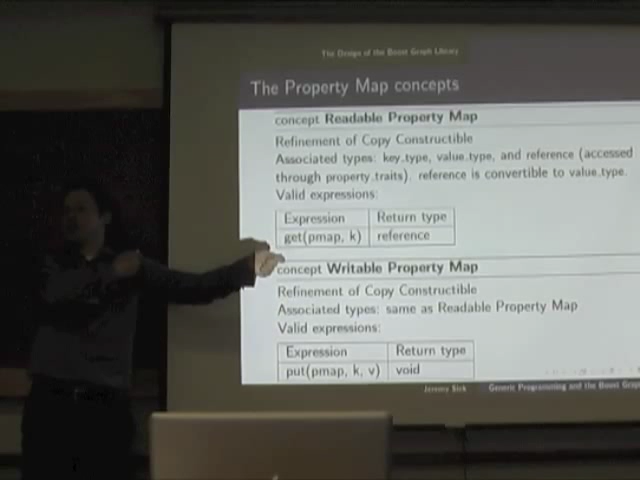 The Design of the Boost Graph Library
The Property Map concepts
concept Readable Property Map
Refinement of Copy Constructible
Associated types: key_type, value_type, and reference (accessed
through property_traits). reference is convertible to value_type.
Valid expressions:
Expression Return type
get(pmap, k) reference
concept Writable Property Map
Refinement of Copy Constructible
Associated types: same as Readable Property Map
Valid expressions:
Expression Return type
put(pmap, k, v) void
Jeremy Siek Generic Programming and the Boost Grap